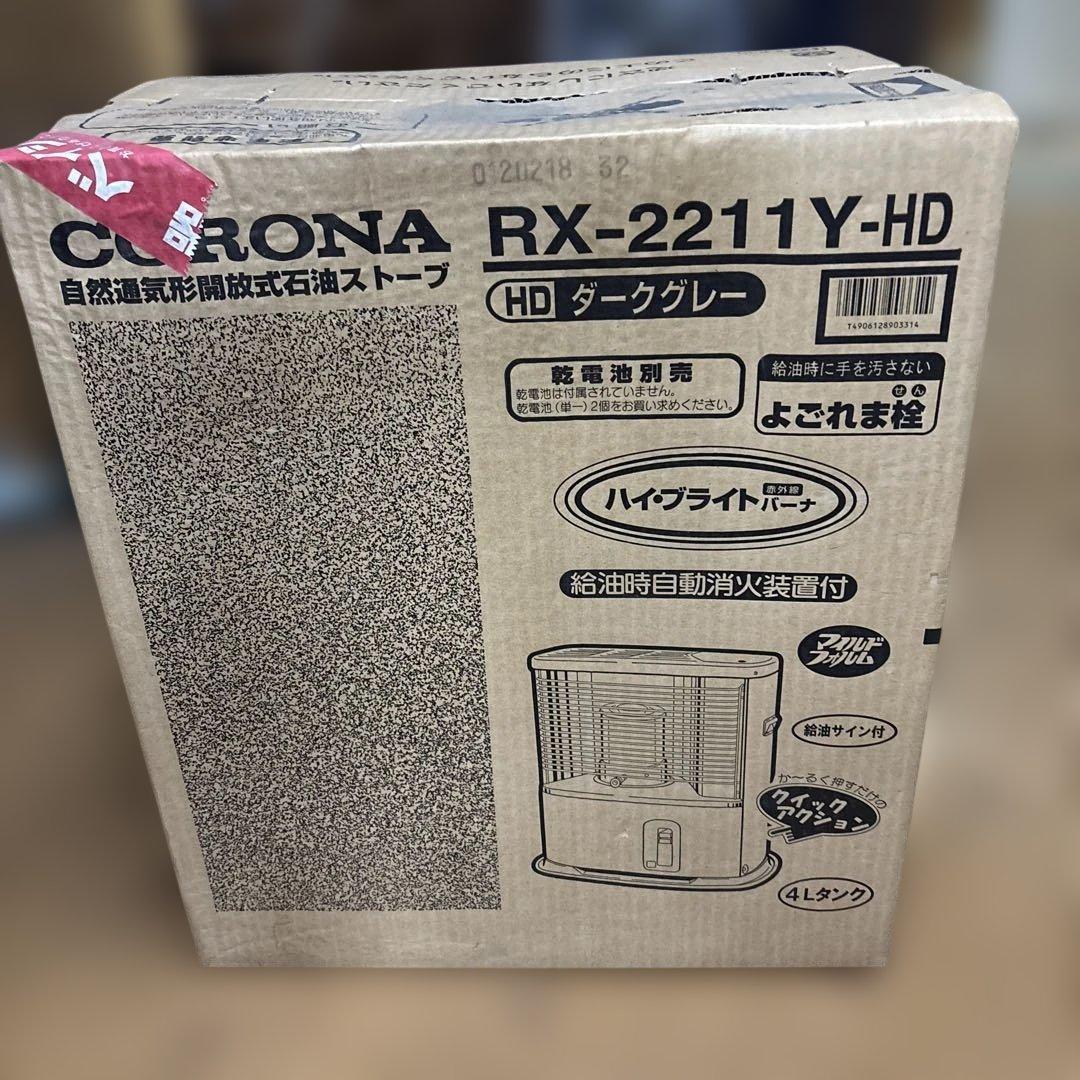 0120218 32
CORONA
自然通気形開放式石油ストーブ
RX-2211Y-HD
HD ダークグレー
T4906128903314
乾電池別売
乾電池は付属されていません。
乾電池(単一)2個をお買い求めください。
給油時に手を汚さない
せん
よごれま栓
ハイ・ブライト赤外線バーナ
給油時自動消火装置付
マイルド
フォルム
給油サイン付
か〜るく押すだけの
クイック
アクション
4Lタンク